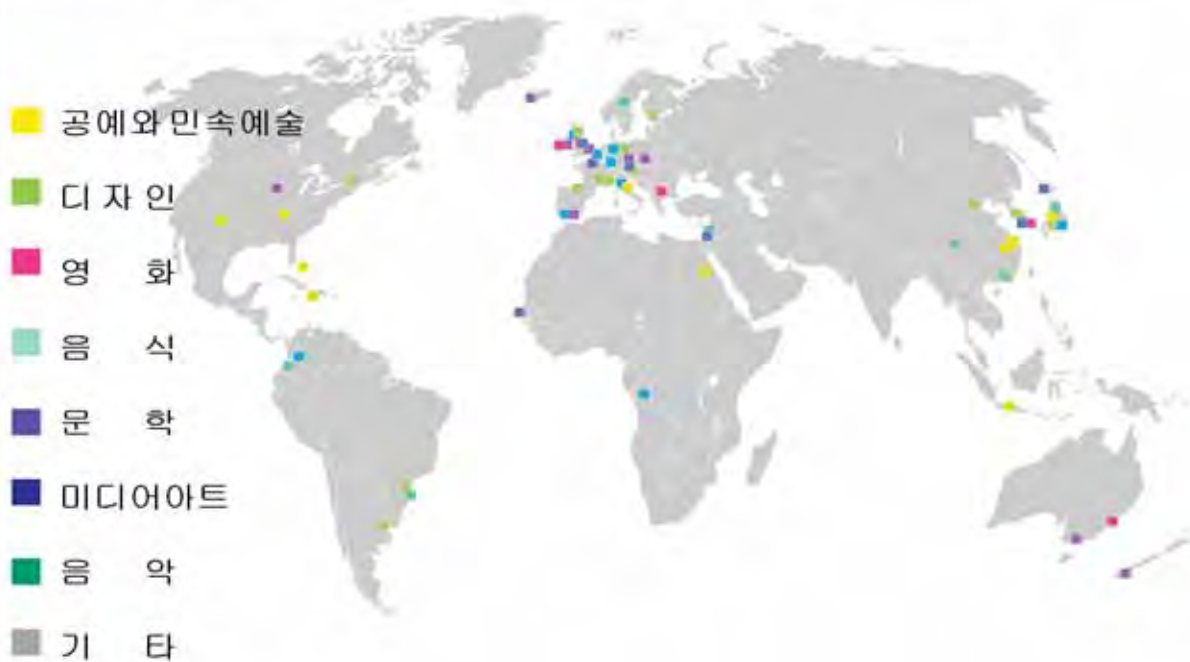 공예와 민속예술
디 자 인
영 화
음 식
문 학
미디어아트
음 악
기 타